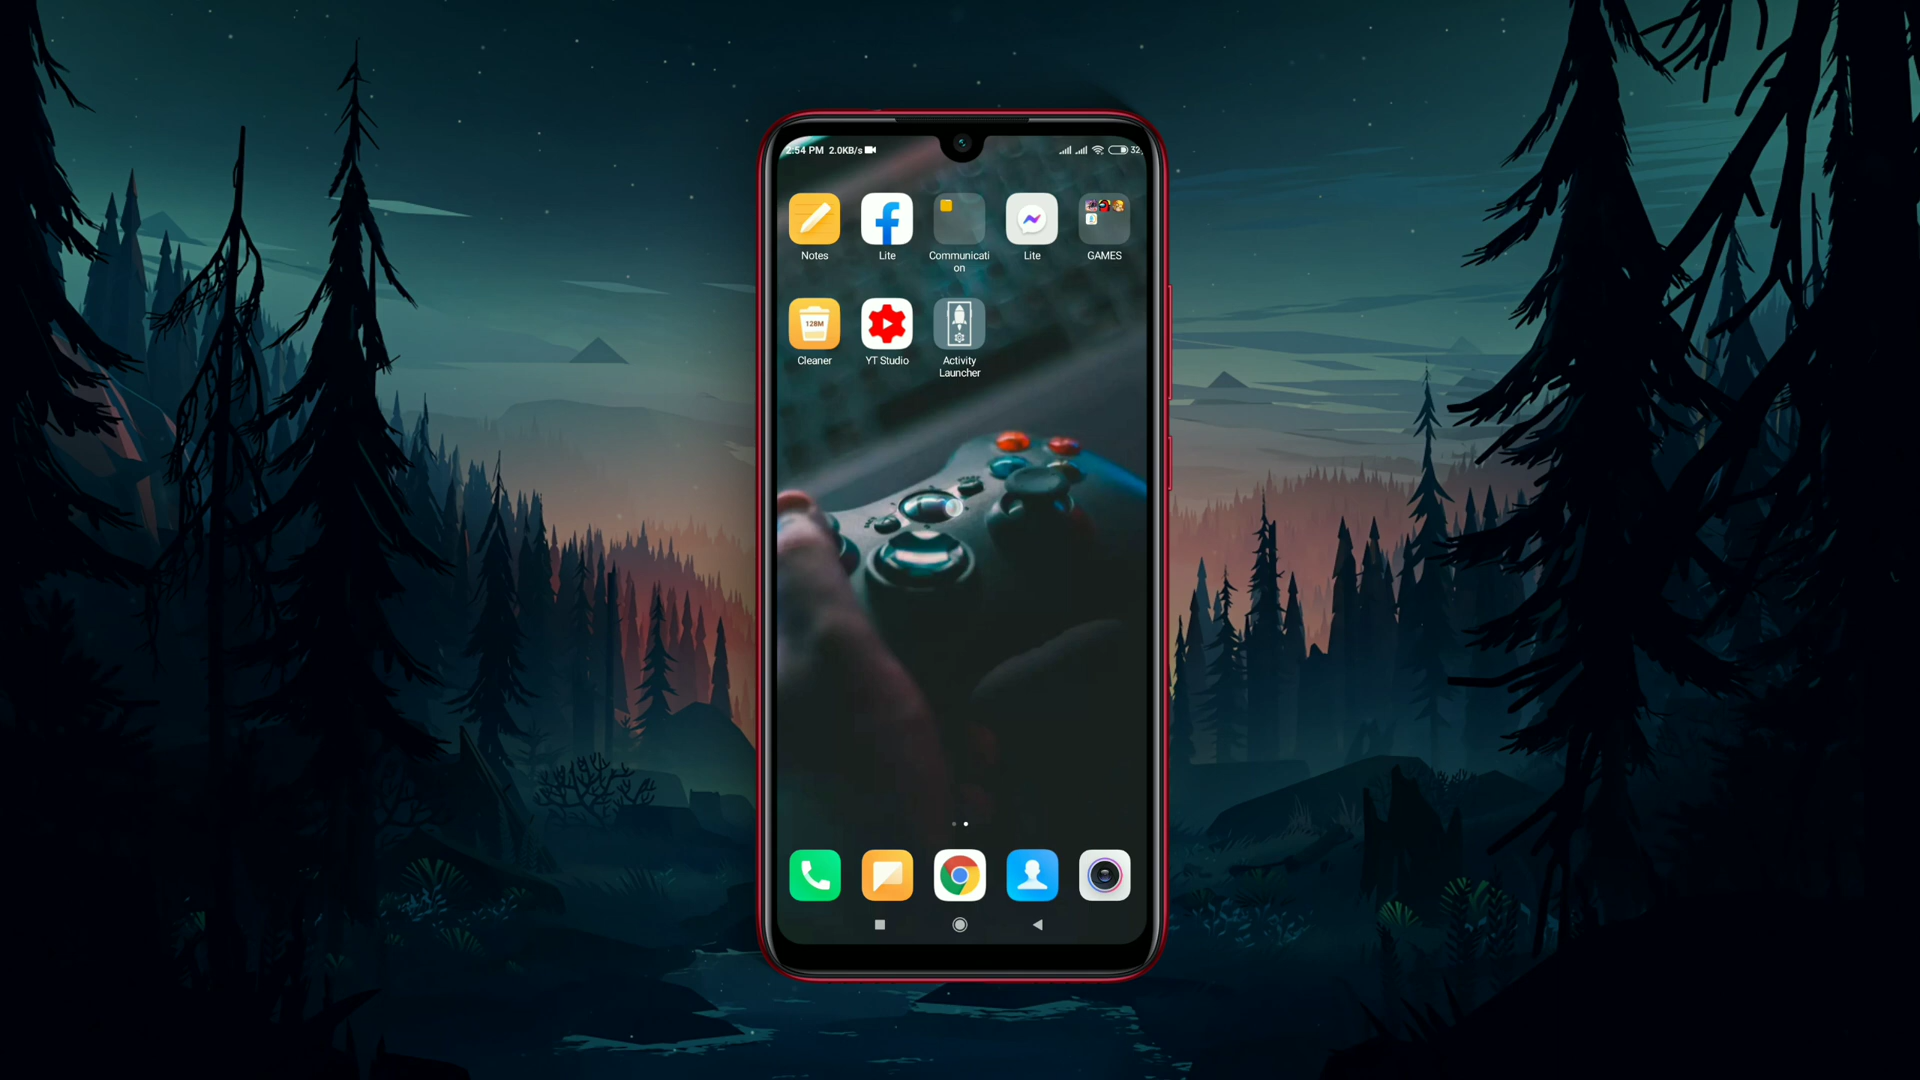 2:54 PM 2.0KB/s 32
Notes
Lite
Communicati
on
Lite
GAMES
128M
Cleaner
YT Studio
Activity
Launcher